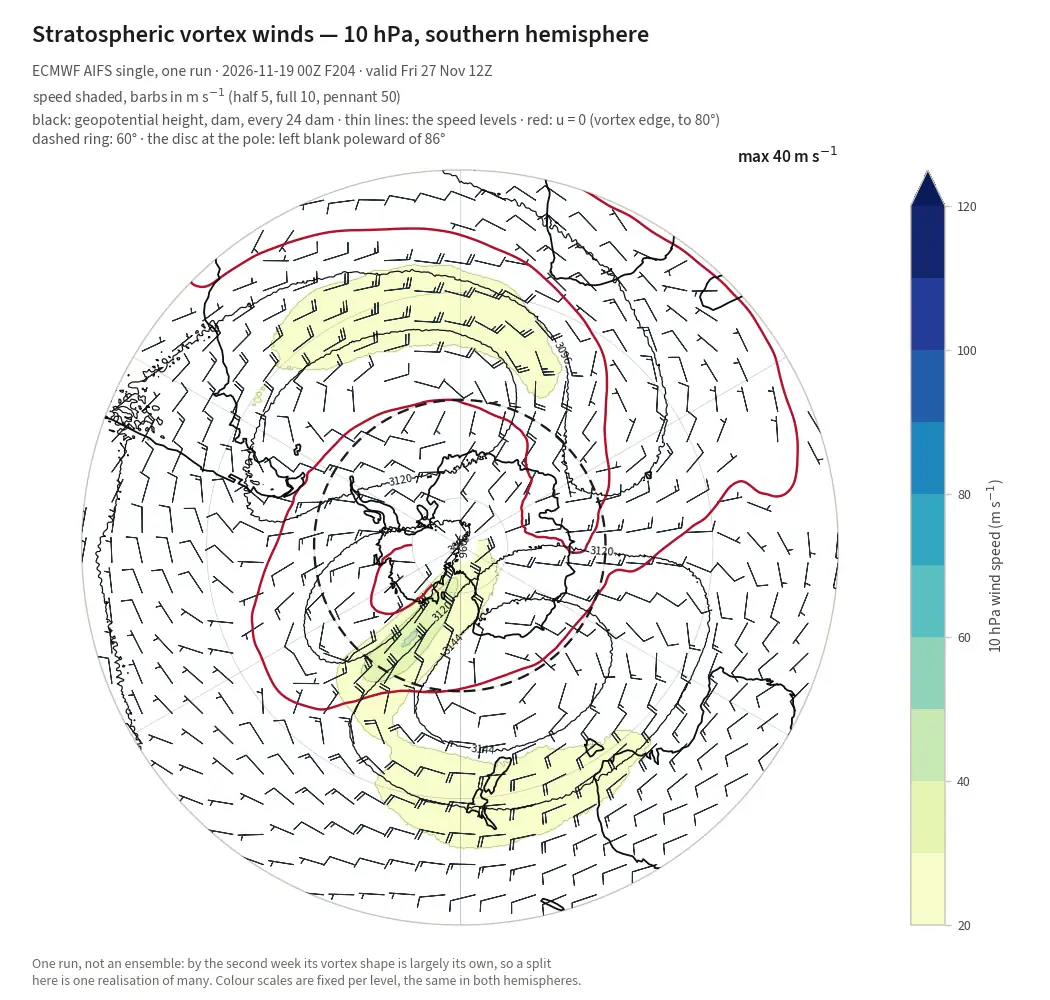 Stratospheric vortex winds — 10 hPa, southern hemisphere
ECMWF AIFS single, one run · 2026-11-19 00Z F204 · valid Fri 27 Nov 12Z
speed shaded, barbs in m s⁻¹ (half 5, full 10, pennant 50)
black: geopotential height, dam, every 24 dam · thin lines: the speed levels · red: u = 0 (vortex edge, to 80°)
dashed ring: 60° · the disc at the pole: left blank poleward of 86°
max 40 m s⁻¹
120
100
80
60
40
20
10 hPa wind speed (m s⁻¹)
3096
3120
3120
3120
3144
3144
One run, not an ensemble: by the second week its vortex shape is largely its own, so a split
here is one realisation of many. Colour scales are fixed per level, the same in both hemispheres.